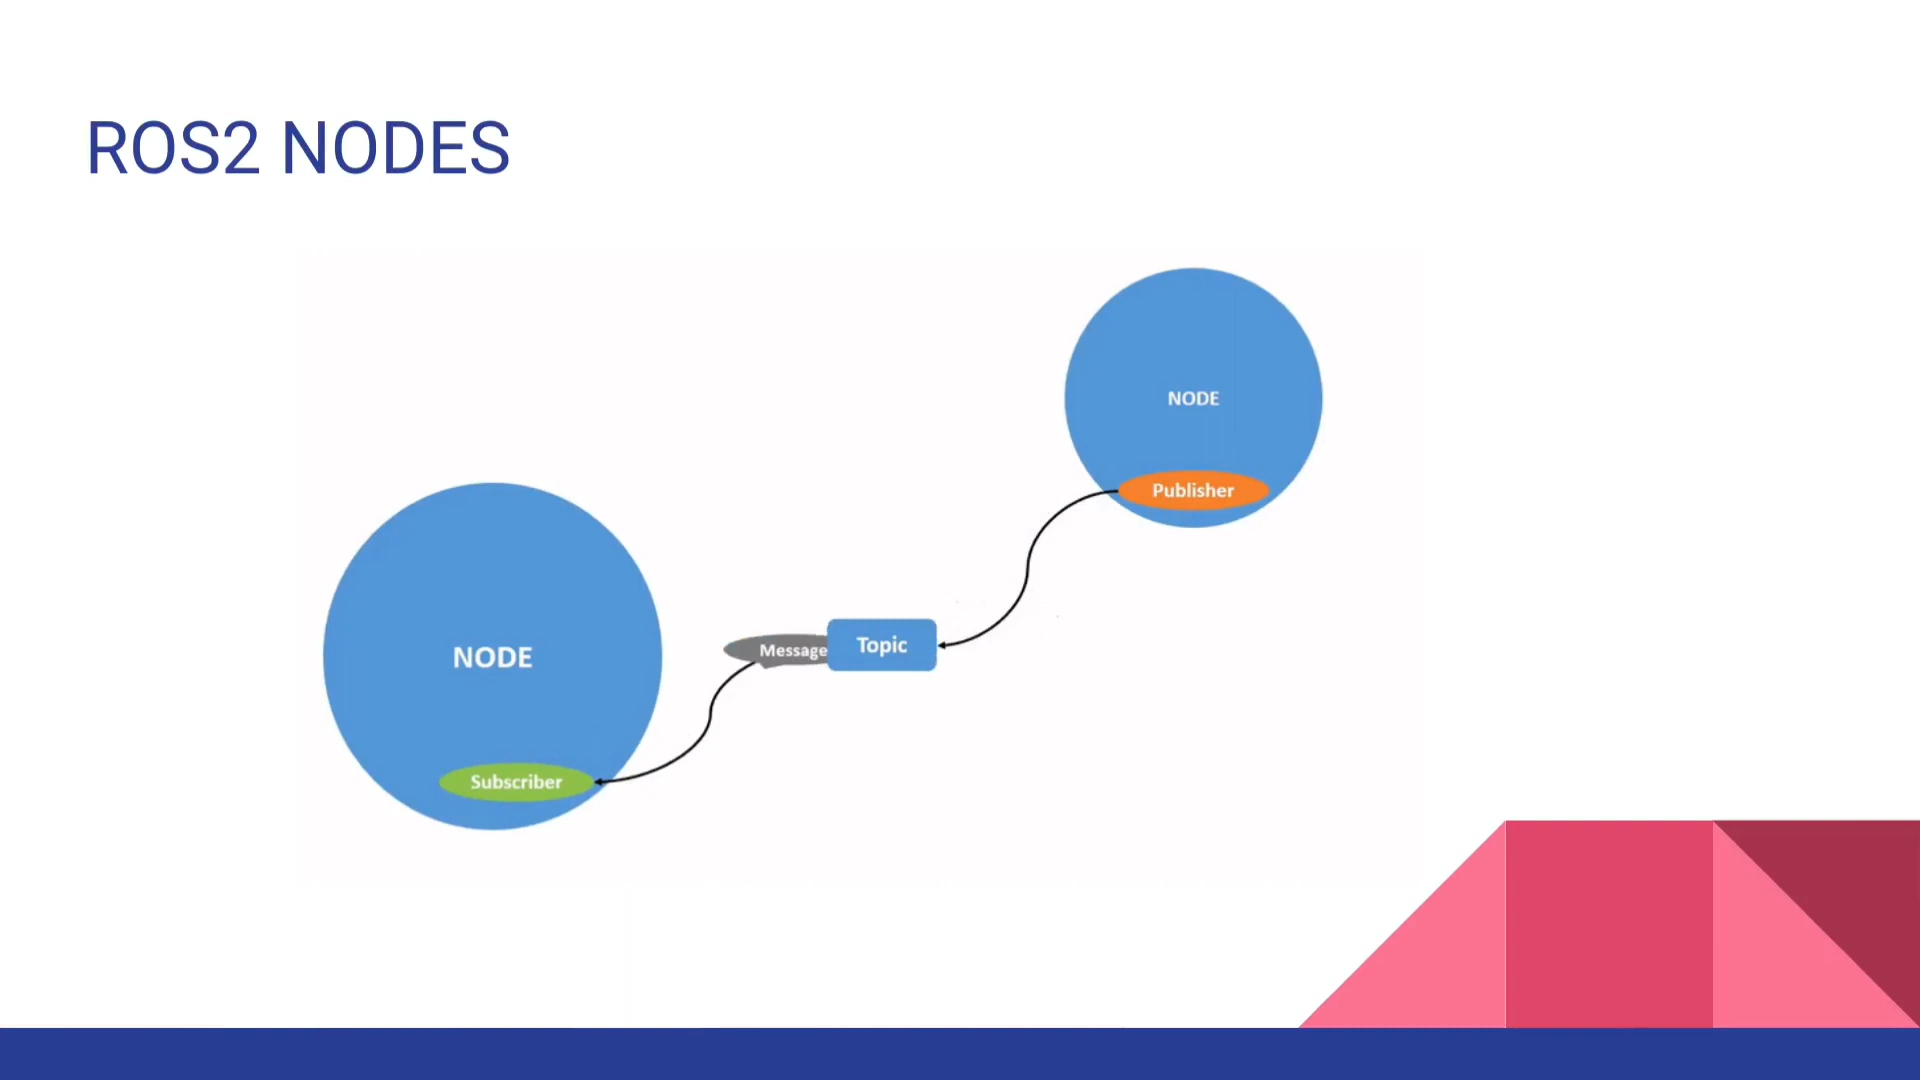 ROS2 NODES
NODE
Publisher
NODE
Message
Topic
Subscriber